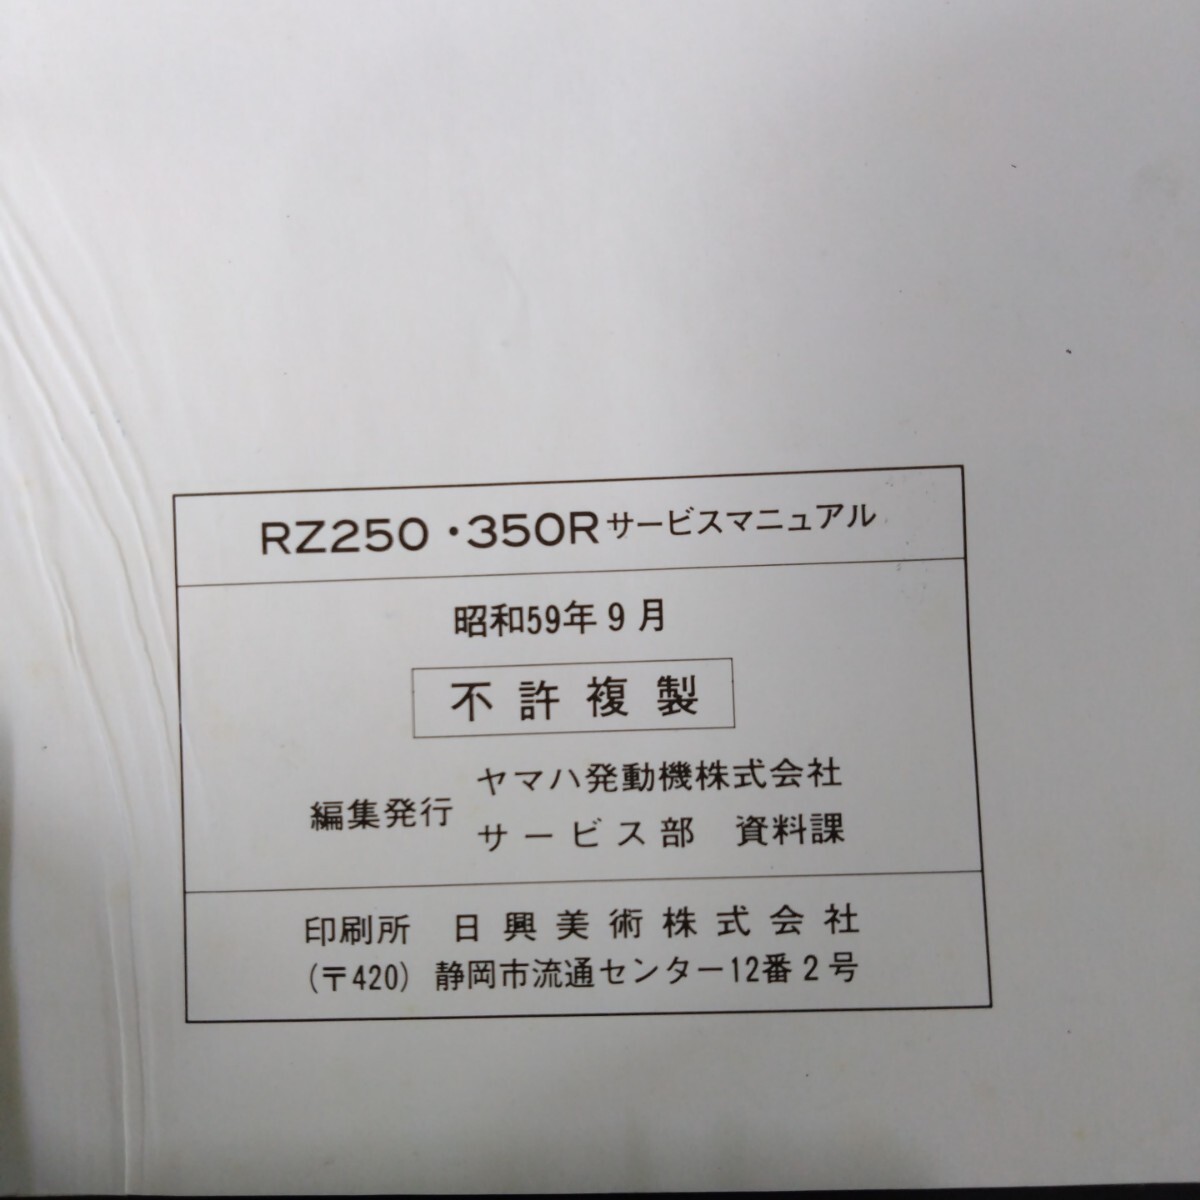 RZ250・350Rサービスマニュアル
昭和59年9月
不許複製
編集発行
ヤマハ発動機株式会社
サービス部 資料課
印刷所 日興美術株式会社
(〒420) 静岡市流通センター12番2号